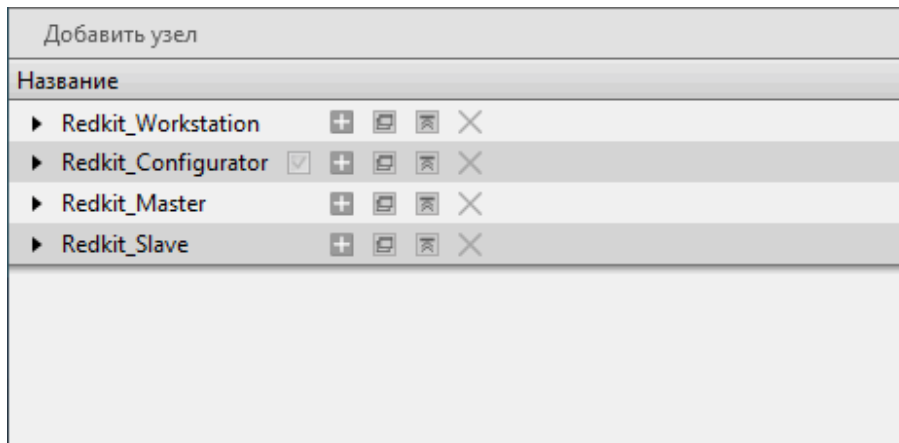 Добавить узел
Название
Redkit_Workstation
Redkit_Configurator
Redkit_Master
Redkit_Slave